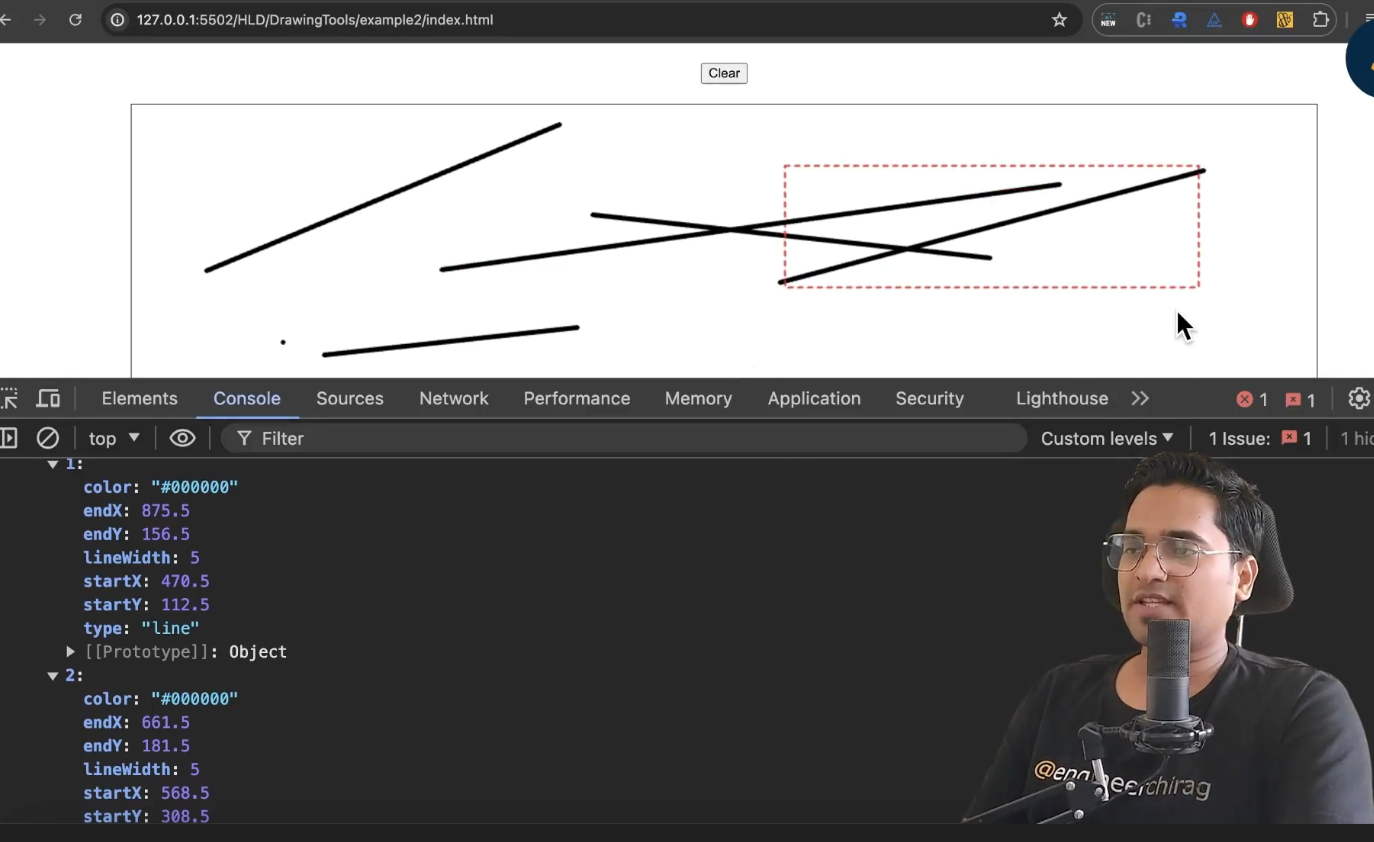 127.0.0.1:5502/HLD/DrawingTools/example2/index.html
NEW
Clear
Elements Console Sources Network Performance Memory Application Security Lighthouse 1 1
top Filter Custom levels 1 Issue: 1 1 hid
1:
color: "#000000"
endX: 875.5
endY: 156.5
lineWidth: 5
startX: 470.5
startY: 112.5
type: "line"
[[Prototype]]: Object
2:
color: "#000000"
endX: 661.5
endY: 181.5
lineWidth: 5
startX: 568.5
startY: 308.5
@engineerchirag